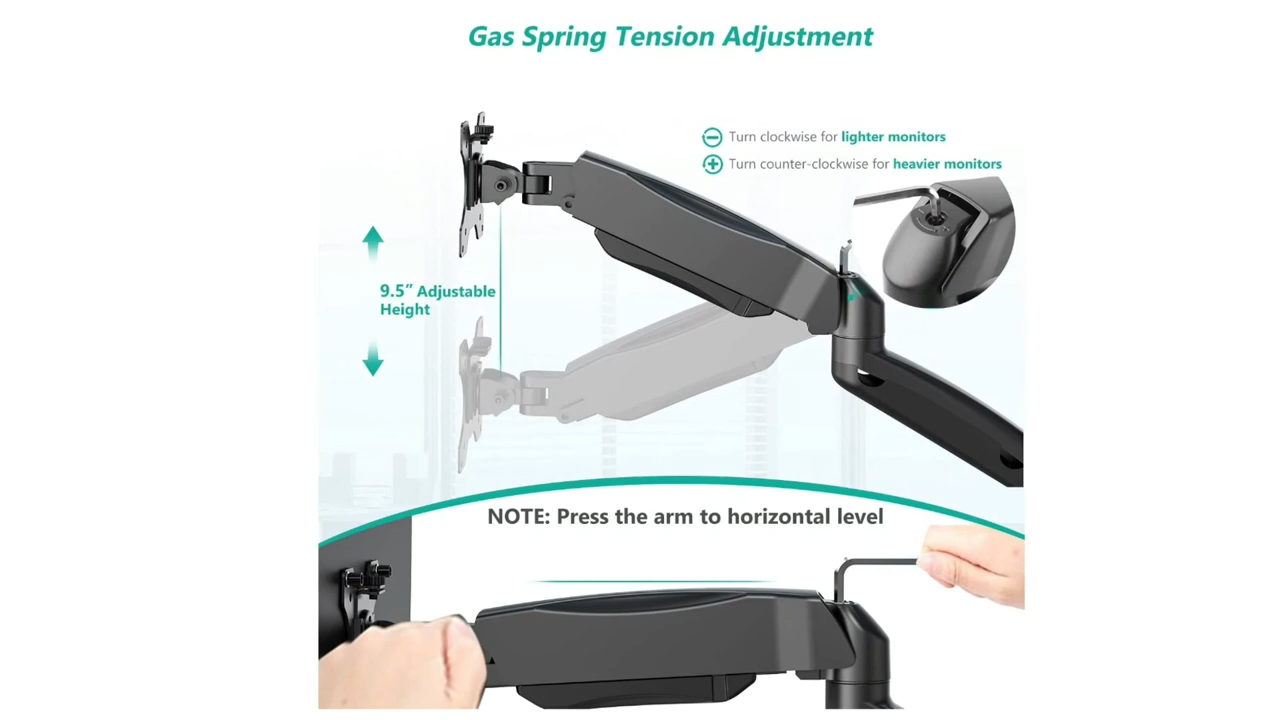 Gas Spring Tension Adjustment
Turn clockwise for lighter monitors
Turn counter-clockwise for heavier monitors
9.5” Adjustable
Height
NOTE: Press the arm to horizontal level